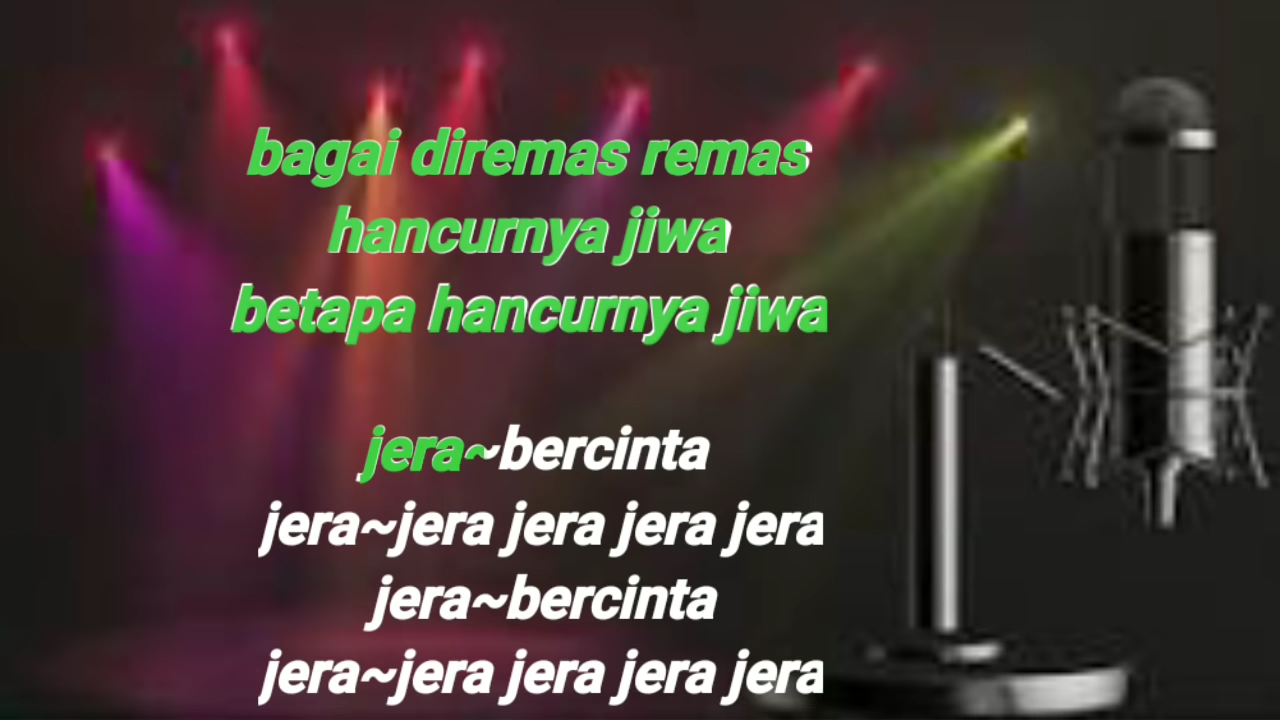 bagai diremas remas
hancurnya jiwa
betapa hancurnya jiwa
jera~bercinta
jera~jera jera jera jera
jera~bercinta
jera~jera jera jera jera